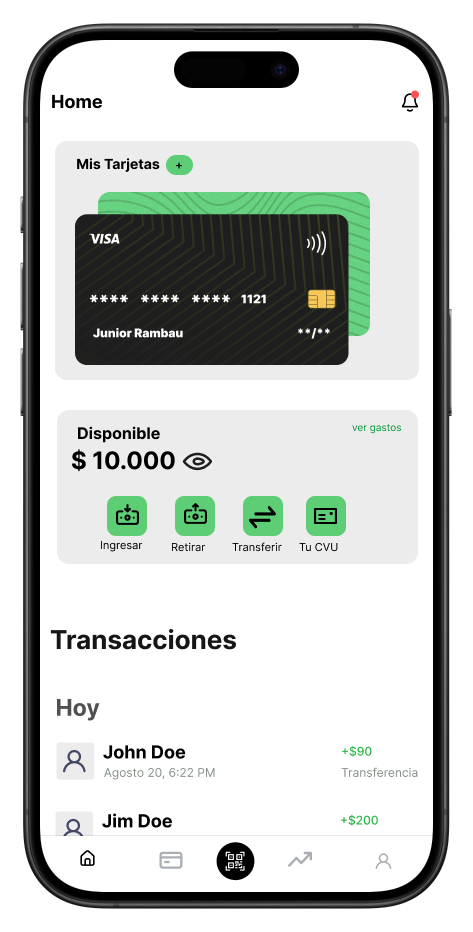 Home
Mis Tarjetas +
VISA
**** **** **** 1121
Junior Rambau **/**
Disponible ver gastos
$ 10.000
Ingresar Retirar Transferir Tu CVU
Transacciones
Hoy
John Doe +$90
Agosto 20, 6:22 PM Transferencia
Jim Doe +$200